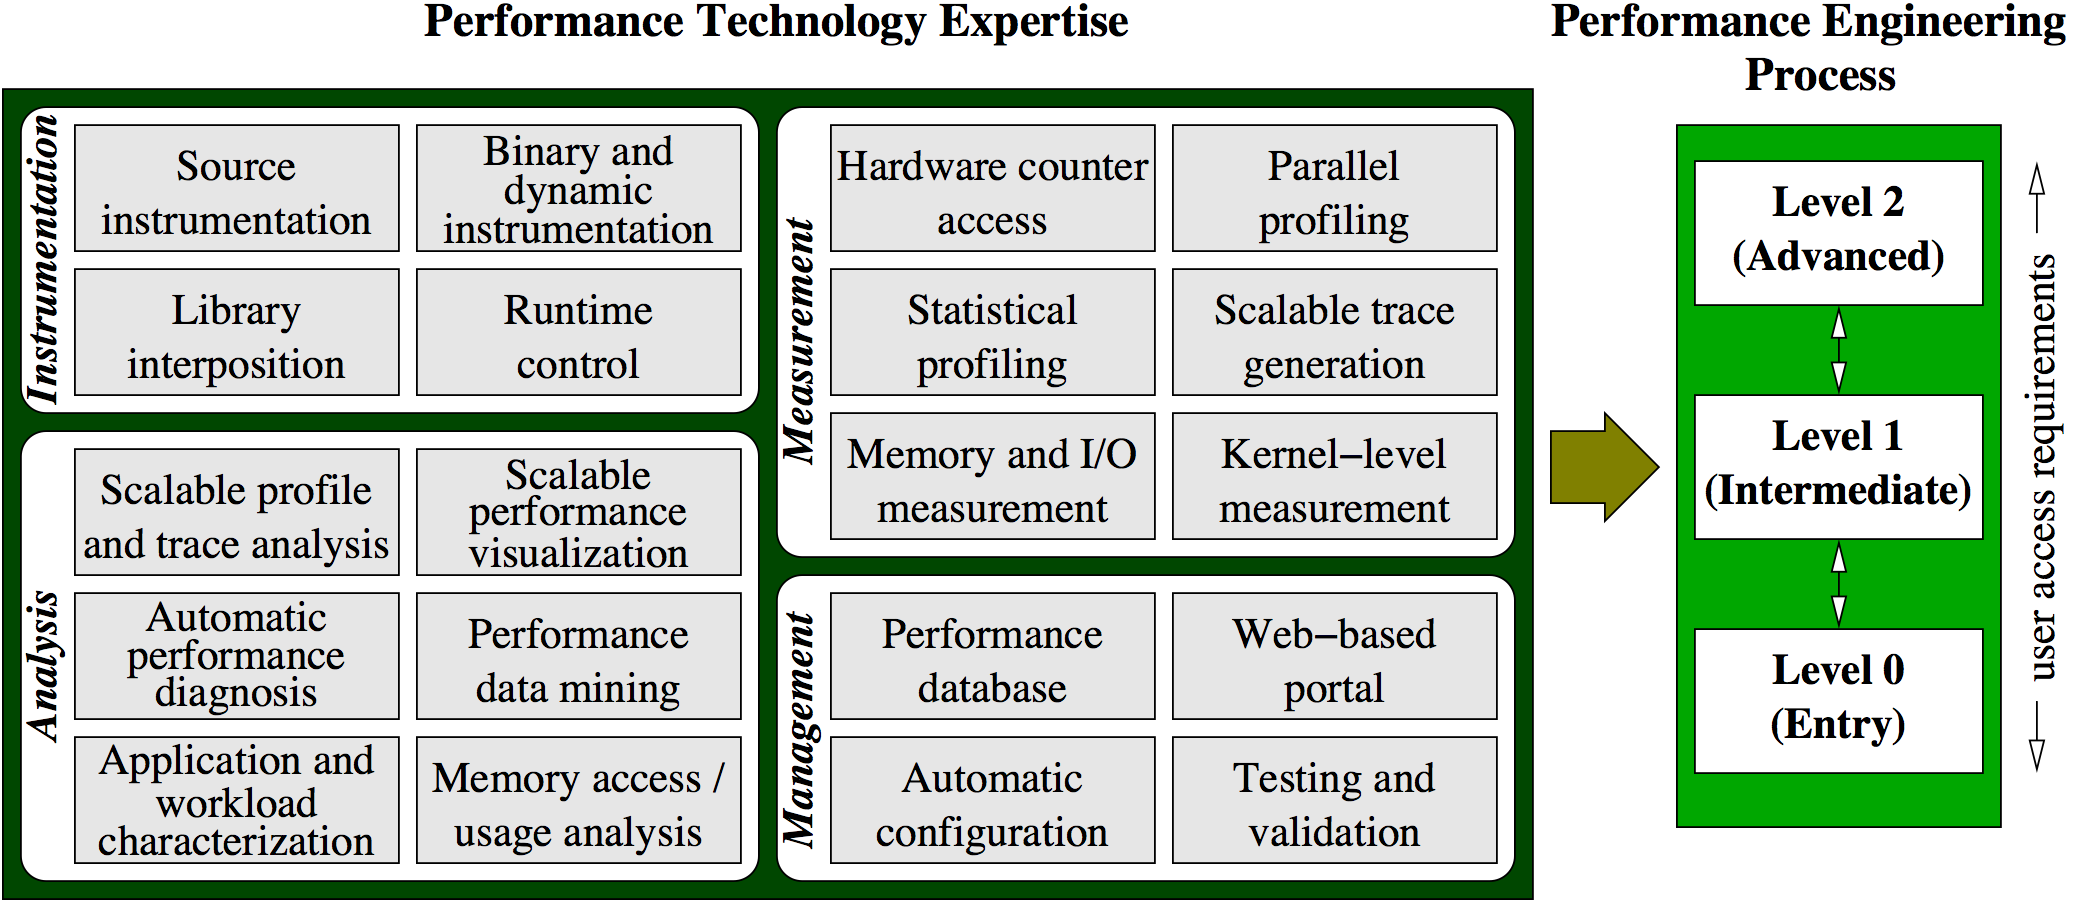 Performance Technology Expertise
Instrumentation
Source
instrumentation
Binary and
dynamic
instrumentation
Library
interposition
Runtime
control
Analysis
Scalable profile
and trace analysis
Scalable
performance
visualization
Automatic
performance
diagnosis
Performance
data mining
Application and
workload
characterization
Memory access /
usage analysis
Measurement
Hardware counter
access
Parallel
profiling
Statistical
profiling
Scalable trace
generation
Memory and I/O
measurement
Kernel−level
measurement
Management
Performance
database
Web−based
portal
Automatic
configuration
Testing and
validation
Performance Engineering
Process
Level 2
(Advanced)
Level 1
(Intermediate)
Level 0
(Entry)
user access requirements